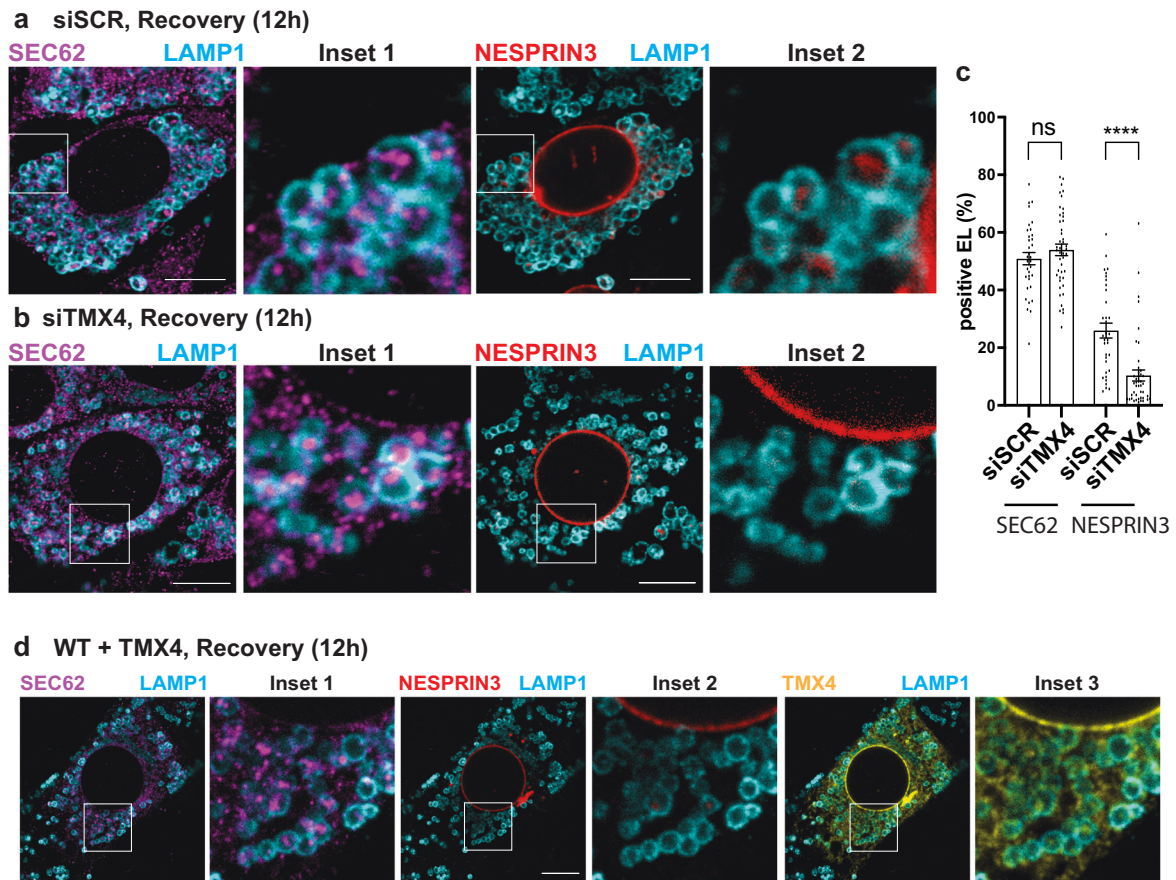 a siSCR, Recovery (12h)
SEC62 LAMP1 Inset 1 NESPRIN3 LAMP1 Inset 2
b siTMX4, Recovery (12h)
SEC62 LAMP1 Inset 1 NESPRIN3 LAMP1 Inset 2
c
ns ****
positive EL (%)
100
80
60
40
20
0
siSCR siTMX4 siSCR siTMX4
SEC62 NESPRIN3
d WT + TMX4, Recovery (12h)
SEC62 LAMP1 Inset 1 NESPRIN3 LAMP1 Inset 2 TMX4 LAMP1 Inset 3